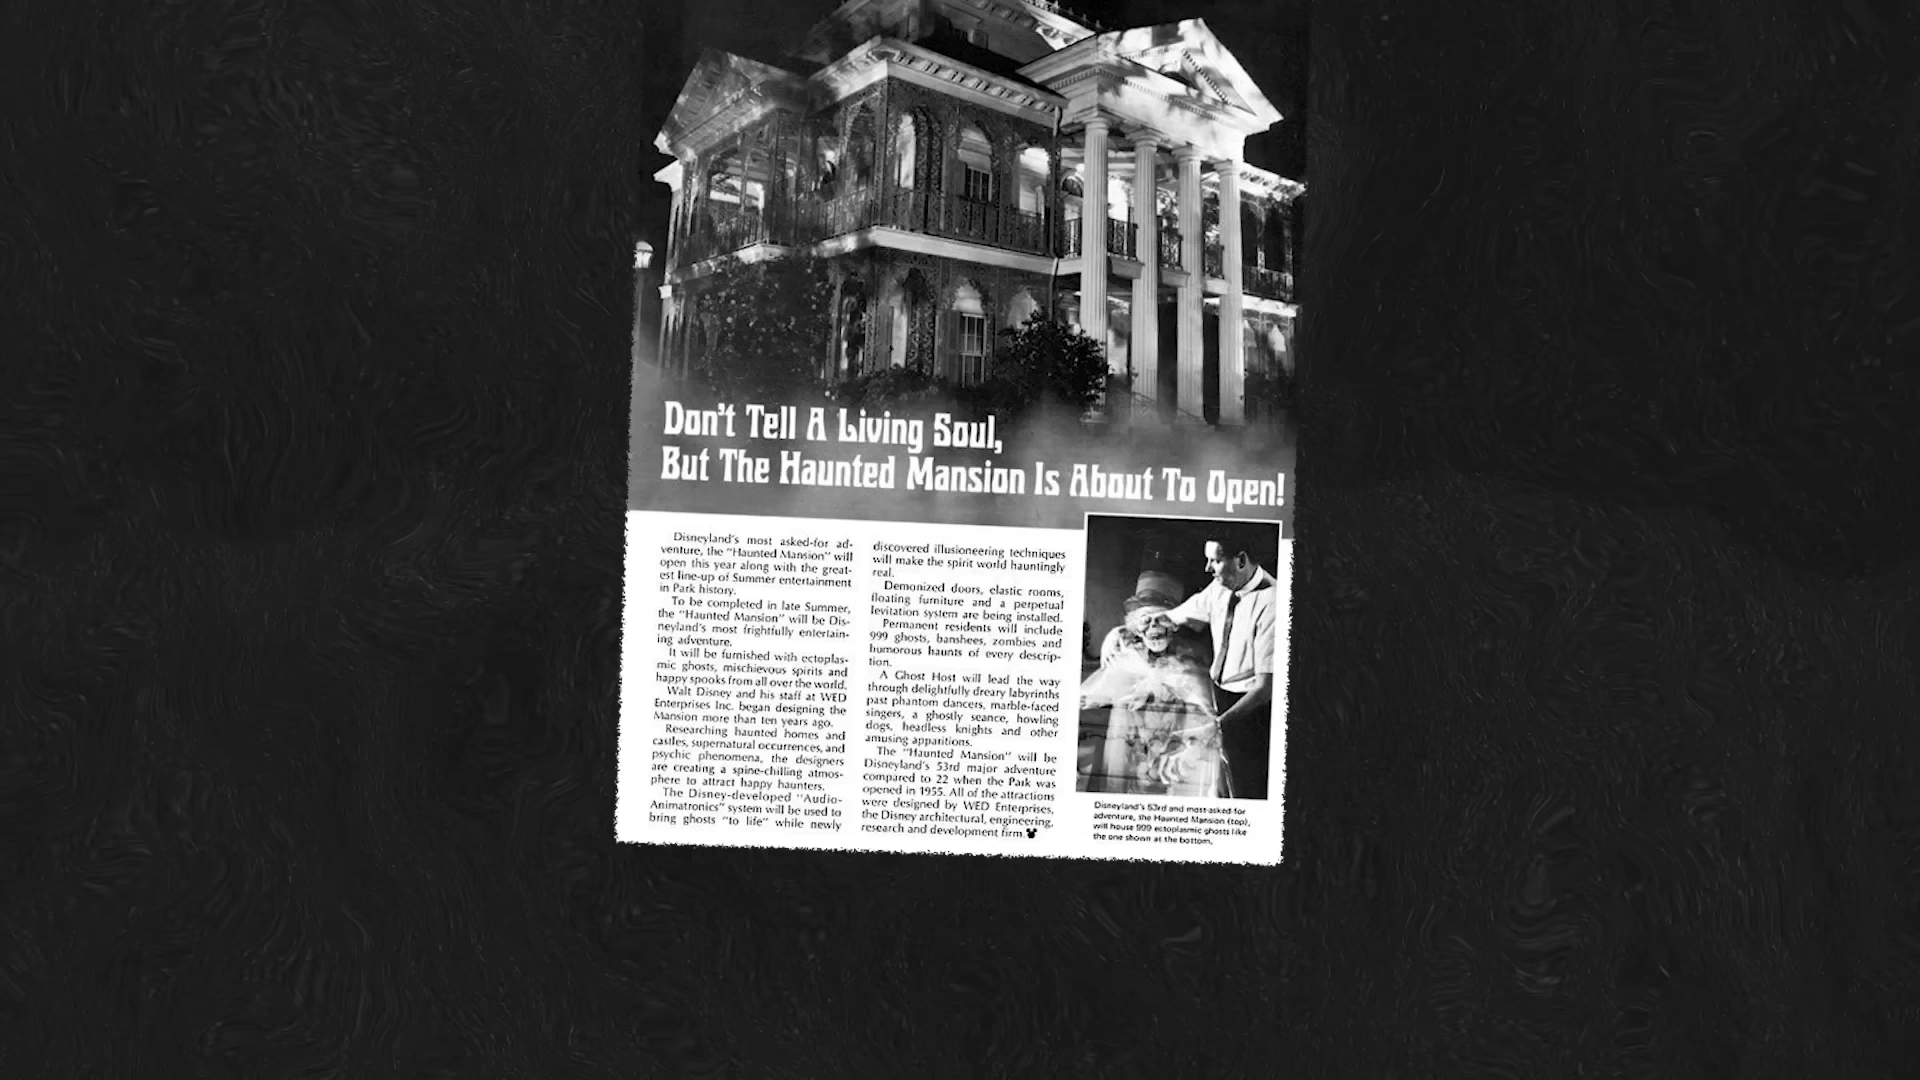 Don't Tell A Living Soul,
But The Haunted Mansion Is About To Open!
Disneyland's most asked-for ad-
venture, the "Haunted Mansion" will
open this year along with the great-
est line-up of Summer entertainment
in Park history.
To be completed in late Summer,
the "Haunted Mansion" will be Dis-
neyland's most frightfully entertain-
ing adventure.
It will be furnished with ectoplas-
mic ghosts, mischievous spirits and
happy spooks from all over the world.
Walt Disney and his staff at WED
Enterprises Inc. began designing the
Mansion more than ten years ago.
Researching haunted homes and
castles, supernatural occurrences, and
psychic phenomena, the designers
are creating a spine-chilling atmos-
phere to attract happy haunters.
The Disney-developed "Audio-
Animatronics" system will be used to
bring ghosts "to life" while newly
discovered illusioneering techniques
will make the spirit world hauntingly
real.
Demonized doors, elastic rooms,
floating furniture and a perpetual
levitation system are being installed.
Permanent residents will include
999 ghosts, banshees, zombies and
humorous haunts of every descrip-
tion.
A Ghost Host will lead the way
through delightfully dreary labyrinths
past phantom dancers, marble-faced
singers, a ghostly seance, howling
dogs, headless knights and other
amusing apparitions.
The "Haunted Mansion" will be
Disneyland's 53rd major adventure
compared to 22 when the Park was
opened in 1955. All of the attractions
were designed by WED Enterprises,
the Disney architectural, engineering,
research and development firm.
Disneyland's 53rd and most-asked-for
adventure, the Haunted Mansion (top),
will house 999 ectoplasmic ghosts like
the one shown at the bottom.